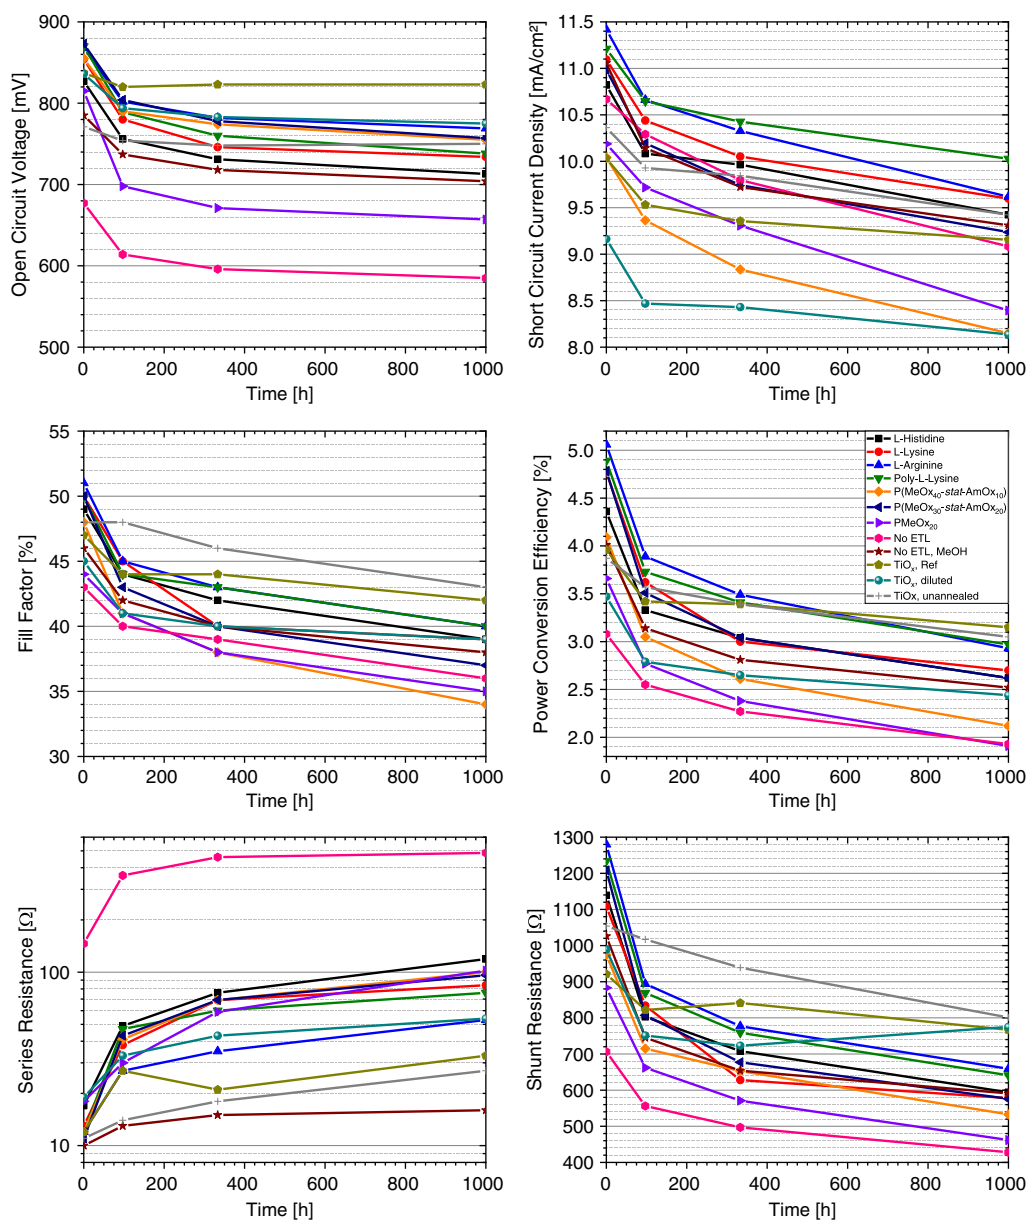 900
800
700
600
500
Open Circuit Voltage [mV]
0 200 400 600 800 1000
Time [h]
11.5
11.0
10.5
10.0
9.5
9.0
8.5
8.0
Short Circuit Current Density [mA/cm²]
0 200 400 600 800 1000
Time [h]
55
50
45
40
35
30
Fill Factor [%]
0 200 400 600 800 1000
Time [h]
5.0
4.5
4.0
3.5
3.0
2.5
2.0
Power Conversion Efficiency [%]
L-Histidine
L-Lysine
L-Arginine
Poly-L-Lysine
P(MeOx₄₀-stat-AmOx₁₀)
P(MeOx₃₀-stat-AmOx₂₀)
PMeOx₂₀
No ETL
No ETL, MeOH
TiOₓ, Ref
TiOₓ, diluted
TiOx, unannealed
0 200 400 600 800 1000
Time [h]
100
10
Series Resistance [Ω]
0 200 400 600 800 1000
Time [h]
1300
1200
1100
1000
900
800
700
600
500
400
Shunt Resistance [Ω]
0 200 400 600 800 1000
Time [h]